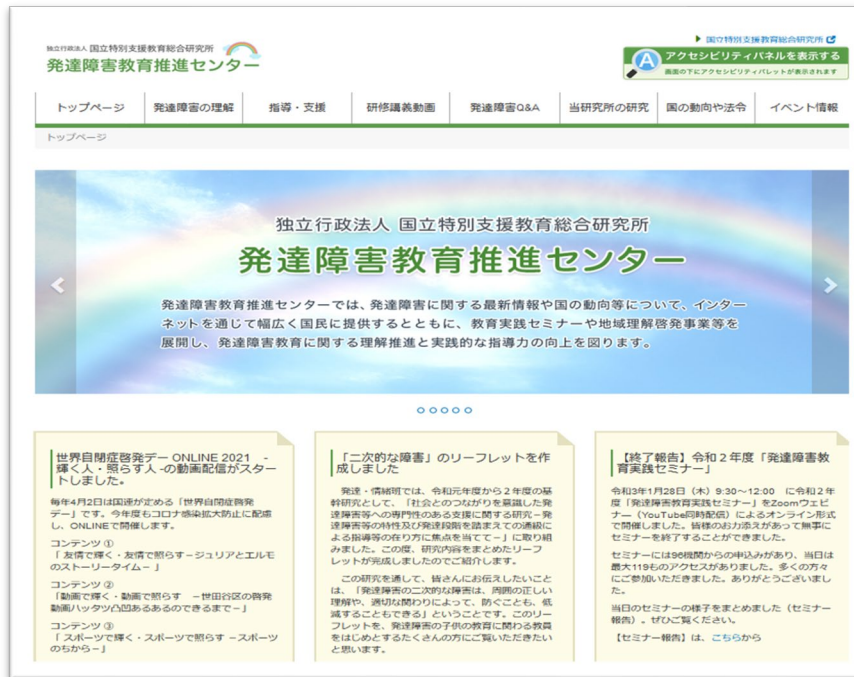 独立行政法人 国立特別支援教育総合研究所
発達障害教育推進センター
国立特別支援教育総合研究所
アクセシビリティパネルを表示する
画面の下にアクセシビリティパレットが表示されます
トップページ
発達障害の理解
指導・支援
研修講義動画
発達障害Q&A
当研究所の研究
国の動向や法令
イベント情報
トップページ
独立行政法人 国立特別支援教育総合研究所
発達障害教育推進センター
発達障害教育推進センターでは、発達障害に関する最新情報や国の動向等について、インター
ネットを通じて幅広く国民に提供するとともに、教育実践セミナーや地域理解啓発事業等を
展開し、発達障害教育に関する理解推進と実践的な指導力の向上を図ります。
世界自閉症啓発デー ONLINE 2021 -
輝く人・照らす人 -の動画配信がスター
トしました。
毎年4月2日は国連が定める「世界自閉症啓発
デー」です。今年度もコロナ感染拡大防止に配慮
し、ONLINEで開催します。
コンテンツ ①
「 友情で輝く・友情で照らす－ジュリアとエルモ
のストーリータイム－ 」
コンテンツ ②
「動画で輝く・動画で照らす －世田谷区の啓発
動画ハッタツ凸凹あるあるのできるまで－」
コンテンツ ③
「 スポーツで輝く・スポーツで照らす －スポーツ
のちから－」
「二次的な障害」のリーフレットを作
成しました
発達・情緒班では、令和元年度から２年度の基
幹研究として、「社会とのつながりを意識した発
達障害等への専門性のある支援に関する研究－発
達障害等の特性及び発達段階を踏まえての通級に
よる指導等の在り方に焦点を当てて－」に取り組
みました。この度、研究内容をまとめたリーフ
レットが完成しましたのでご紹介します。
この研究を通して、皆さんにお伝えしたいこと
は、「発達障害の二次的な障害は、周囲の正しい
理解や、適切な関わりによって、防ぐことも、低
減することもできる」ということです。このリー
フレットを、発達障害の子供の教育に関わる教員
をはじめとするたくさんの方にご覧いただきたい
と思います。
【終了報告】令和２年度「発達障害教
育実践セミナー」
令和3年1月28日（木）9:30～12:00 に令和２年
度「発達障害教育実践セミナー」をZoomウェビ
ナー（YouTube同時配信）によるオンライン形式
で開催しました。皆様のお力添えがあって無事に
セミナーを終了することができました。
セミナーには96機関からの申込みがあり、当日は
最大119ものアクセスがありました。多くの方々
にご参加いただきました。ありがとうございまし
た。
当日のセミナーの様子をまとめました（セミナー
報告）。ぜひご覧ください。
【セミナー報告】は、こちらから